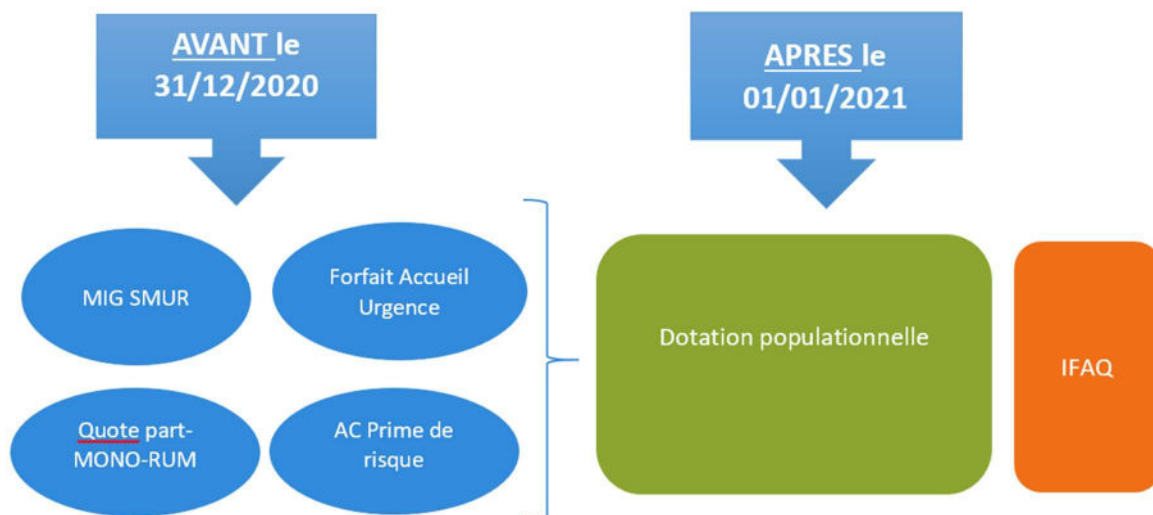 AVANT le
31/12/2020
APRES le
01/01/2021
MIG SMUR
Forfait Accueil
Urgence
Quote part-
MONO-RUM
AC Prime de
risque
Dotation populationnelle
IFAQ